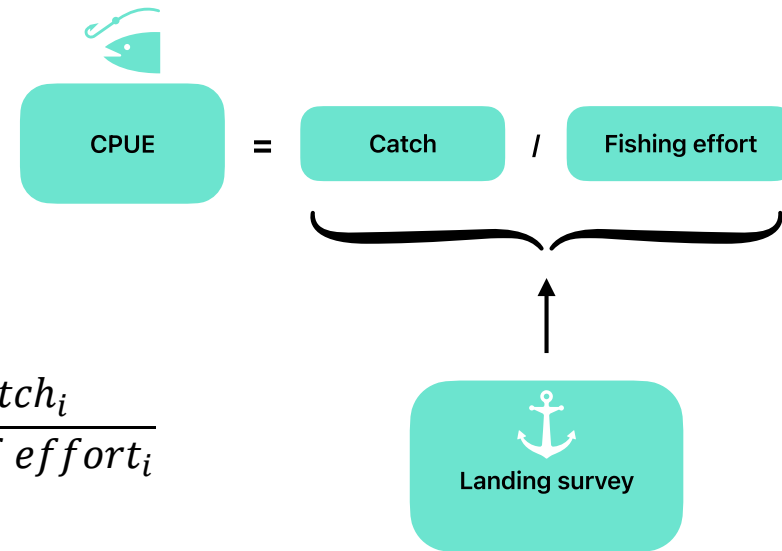 CPUE = Catch / Fishing effort
tch_i
effort_i
Landing survey